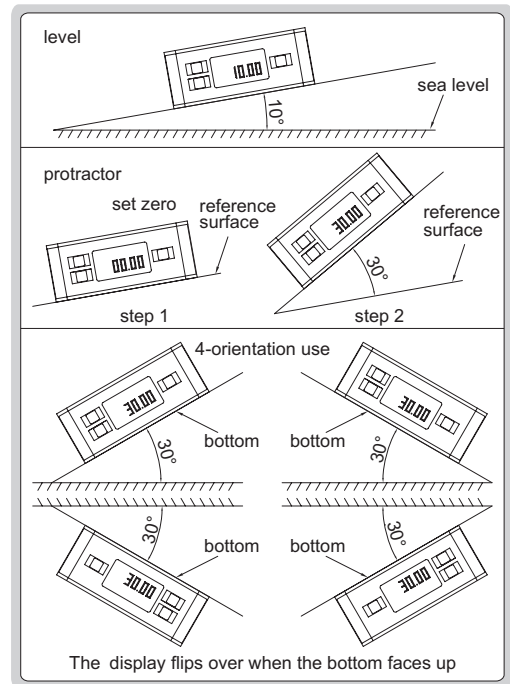 level
10.00
sea level
10°
protractor
set zero
reference
surface
00.00
step 1
30.00
reference
surface
30°
step 2
4-orientation use
30.00
bottom
30°
30.00
bottom
30°
30°
bottom
30.00
30°
bottom
30.00
The display flips over when the bottom faces up